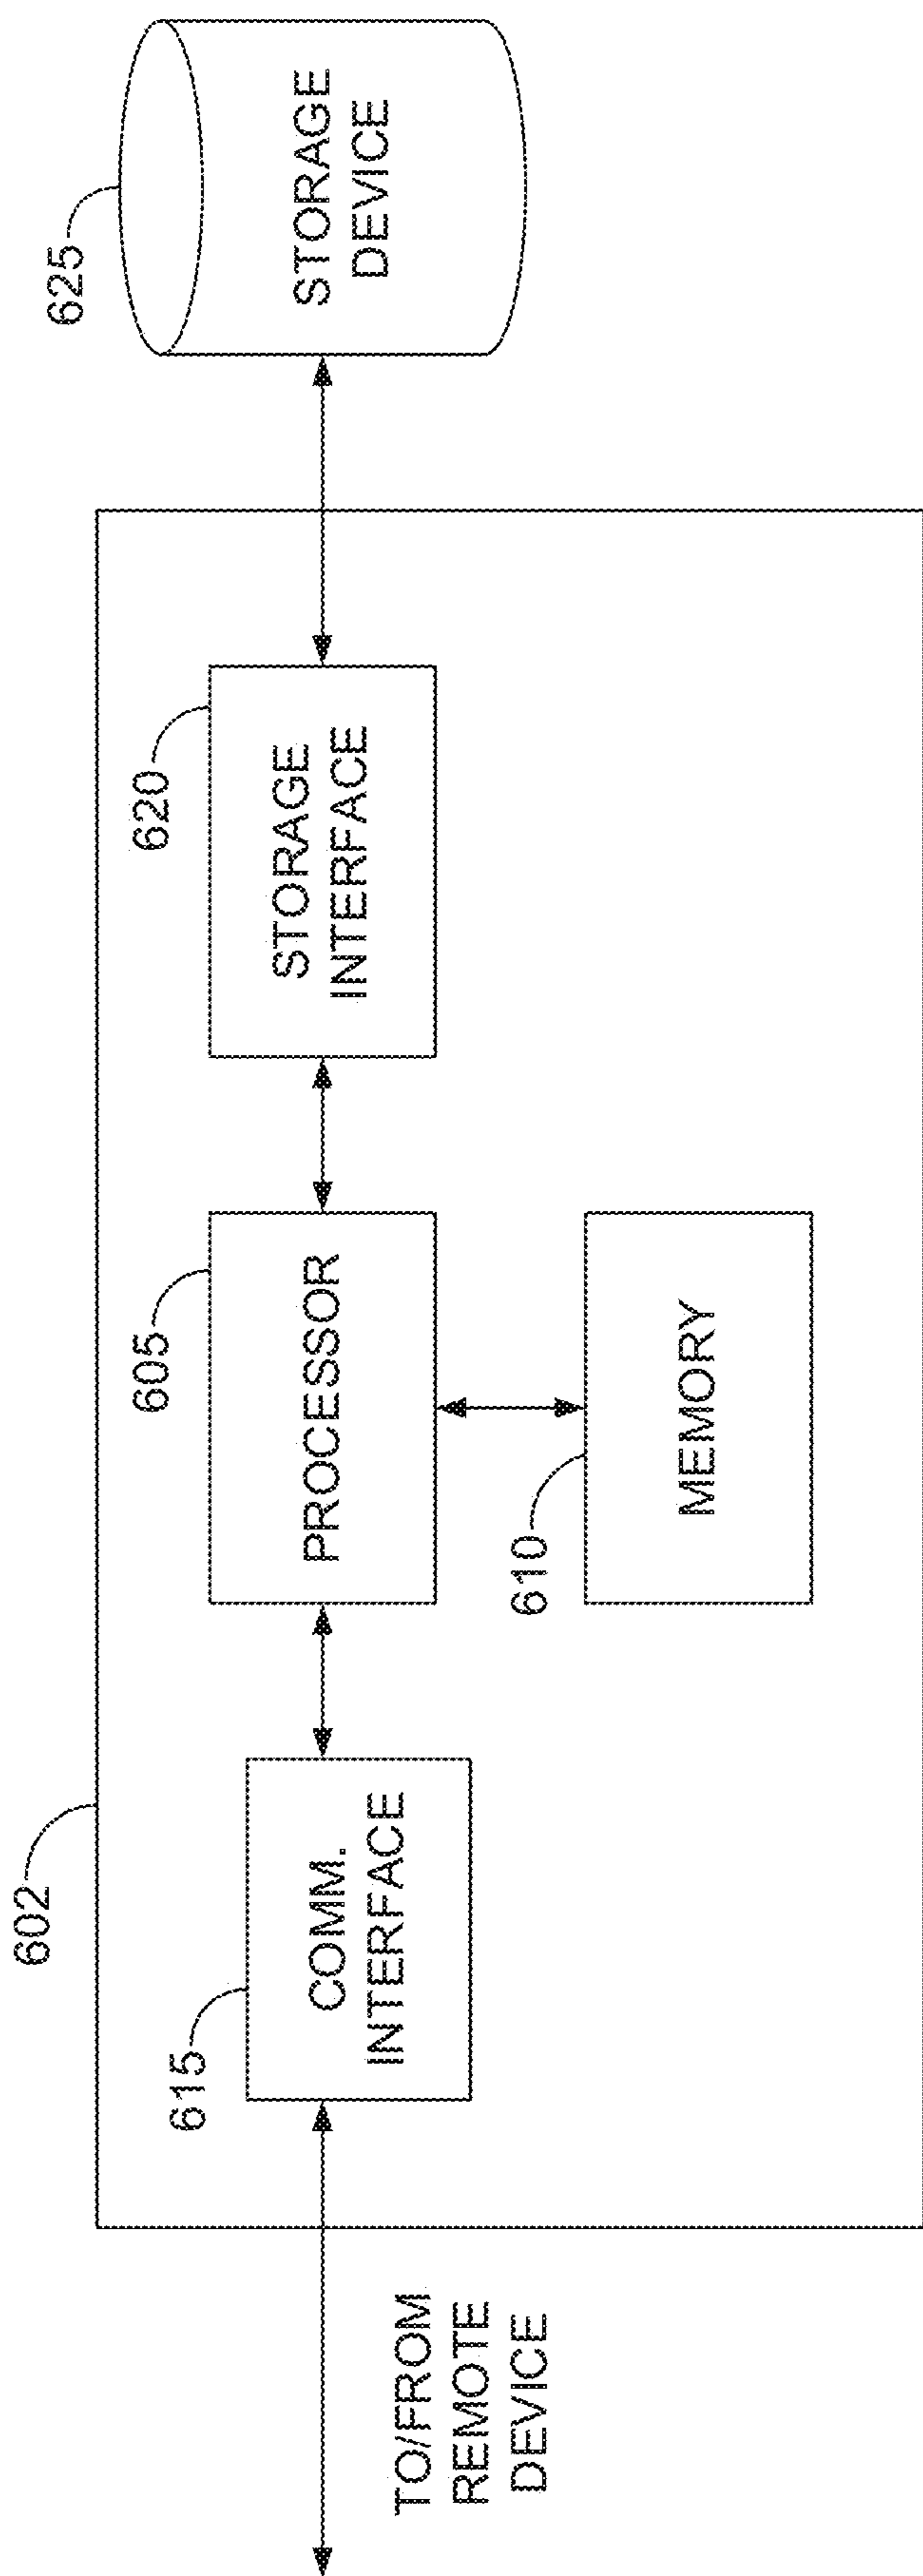 602
615
COMM.
INTERFACE
605
PROCESSOR
610
MEMORY
620
STORAGE
INTERFACE
625
STORAGE
DEVICE
TO/FROM
REMOTE
DEVICE